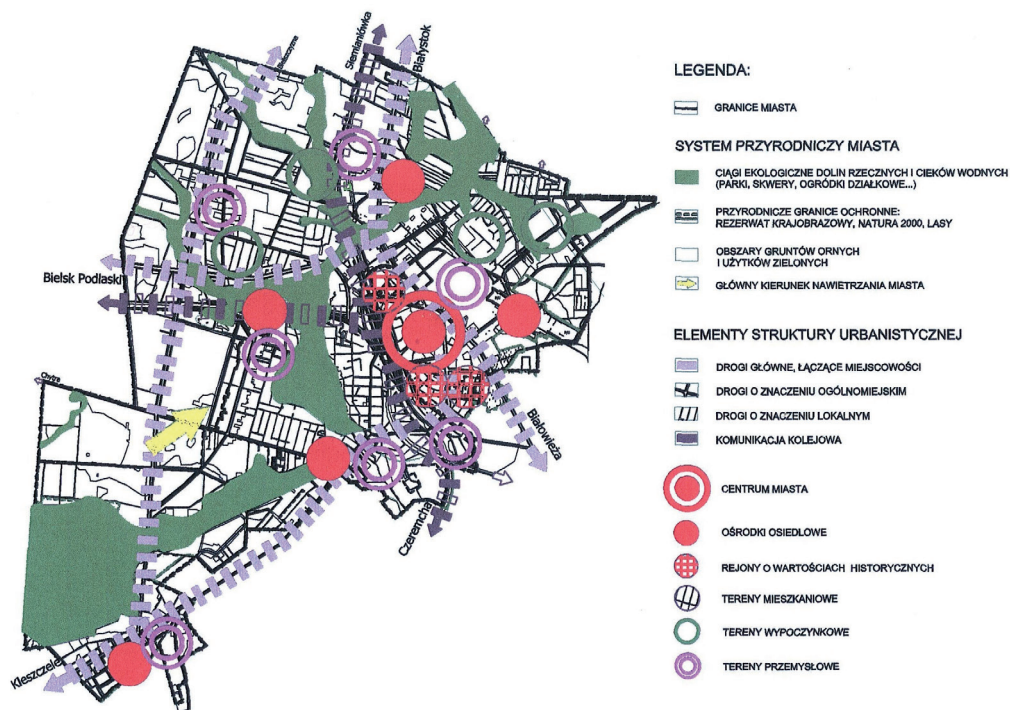 Siemianówka
Białystok
Bielsk Podlaski
Białowieża
Czeremcha
Kleszczele
LEGENDA:
GRANICE MIASTA
SYSTEM PRZYRODNICZY MIASTA
CIĄGI EKOLOGICZNE DOLIN RZECZNYCH I CIEKÓW WODNYCH
(PARKI, SKWERY, OGRÓDKI DZIAŁKOWE...)
PRZYRODNICZE GRANICE OCHRONNE:
REZERWAT KRAJOBRAZOWY, NATURA 2000, LASY
OBSZARY GRUNTÓW ORNYCH
I UŻYTKÓW ZIELONYCH
GŁÓWNY KIERUNEK NAWIETRZANIA MIASTA
ELEMENTY STRUKTURY URBANISTYCZNEJ
DROGI GŁÓWNE, ŁĄCZĄCE MIEJSCOWOŚCI
DROGI O ZNACZENIU OGÓLNOMIEJKIM
DROGI O ZNACZENIU LOKALNYM
KOMUNIKACJA KOLEJOWA
CENTRUM MIASTA
OŚRODKI OSIEDLOWE
REJONY O WARTOŚCIACH HISTORYCZNYCH
TERENY MIESZKANIOWE
TERENY WYPOCZYNKOWE
TERENY PRZEMYSŁOWE